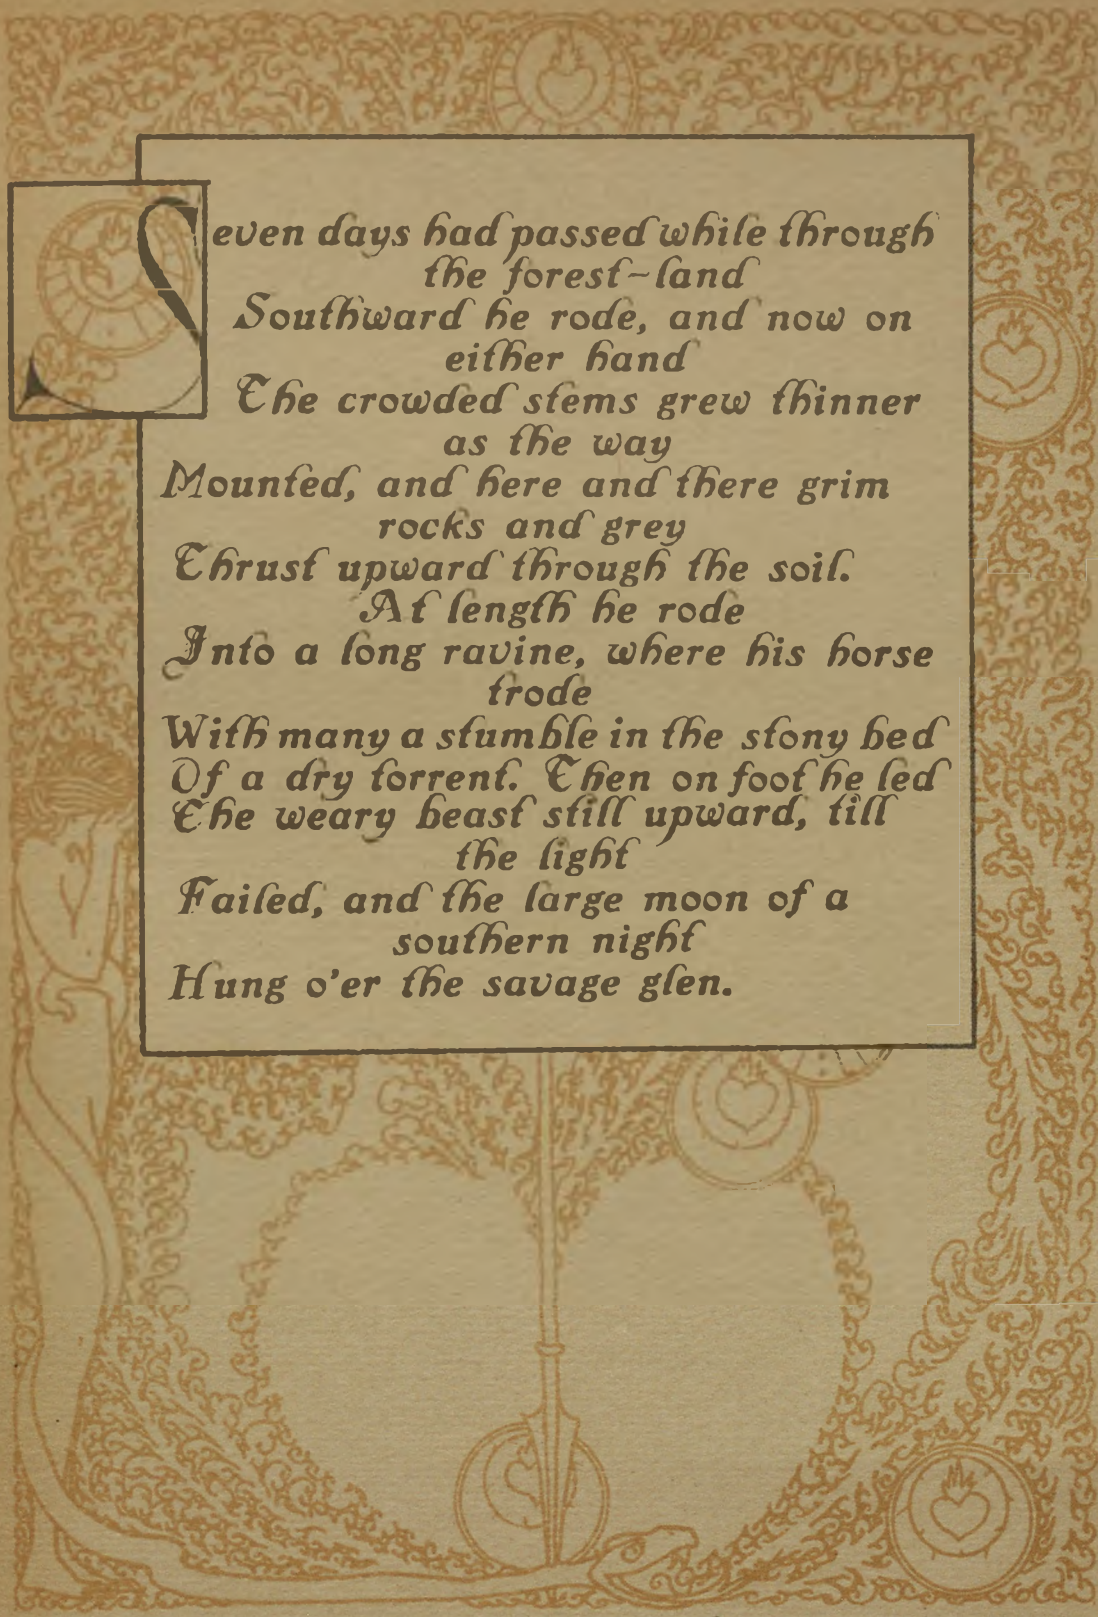 Seven days had passed while through
the forest-land
Southward he rode, and now on
either hand
The crowded stems grew thinner
as the way
Mounted, and here and there grim
rocks and grey
Thrust upward through the soil.
At length he rode
Into a long ravine, where his horse
trode
With many a stumble in the stony bed
Of a dry torrent. Then on foot he led
The weary beast still upward, till
the light
Failed, and the large moon of a
southern night
Hung o'er the savage glen.